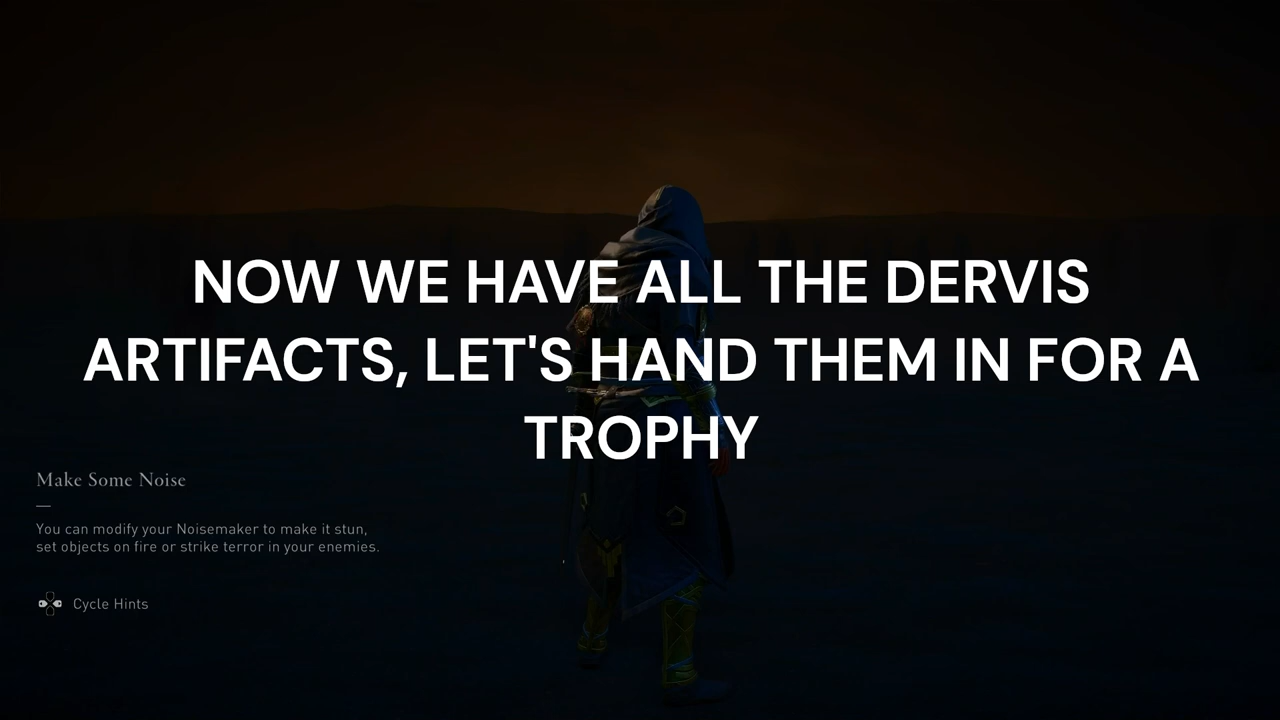 NOW WE HAVE ALL THE DERVIS
ARTIFACTS, LET'S HAND THEM IN FOR A
TROPHY
Make Some Noise
You can modify your Noisemaker to make it stun,
set objects on fire or strike terror in your enemies.
Cycle Hints